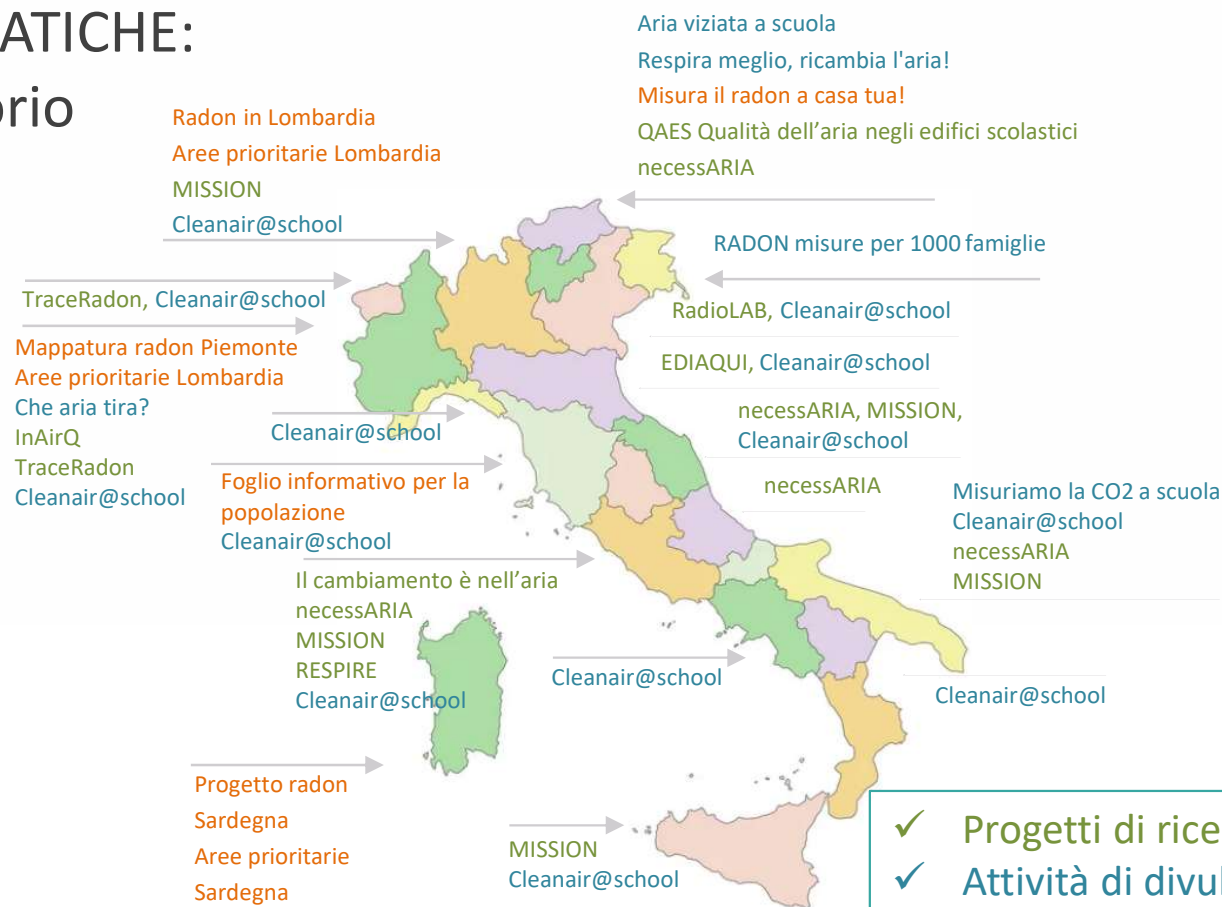 ATICHE:
orio
Aria viziata a scuola
Respira meglio, ricambia l'aria!
Misura il radon a casa tua!
QAES Qualità dell'aria negli edifici scolastici
necessARIA
Radon in Lombardia
Aree prioritarie Lombardia
MISSION
Cleanair@school
RADON misure per 1000 famiglie
TraceRadon, Cleanair@school
RadioLAB, Cleanair@school
Mappatura radon Piemonte
Aree prioritarie Lombardia
Che aria tira?
InAirQ
TraceRadon
Cleanair@school
EDIAQUI, Cleanair@school
Cleanair@school
necessARIA, MISSION,
Cleanair@school
Foglio informativo per la
popolazione
Cleanair@school
necessARIA
Misuriamo la CO2 a scuola
Cleanair@school
necessARIA
MISSION
Il cambiamento è nell'aria
necessARIA
MISSION
RESPIRE
Cleanair@school
Cleanair@school
Cleanair@school
Progetto radon
Sardegna
Aree prioritarie
Sardegna
MISSION
Cleanair@school
✓ Progetti di rice
✓ Attività di divul